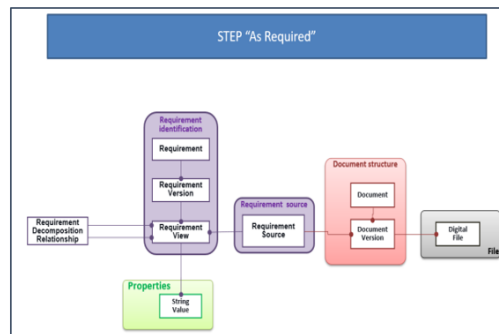 STEP “As Required”
Requirement
identification
Requirement
Requirement
Version
Requirement
Decomposition
Relationship
Requirement
View
Requirement source
Requirement
Source
Document structure
Document
Document
Version
Digital
File
File
Properties
String
Value